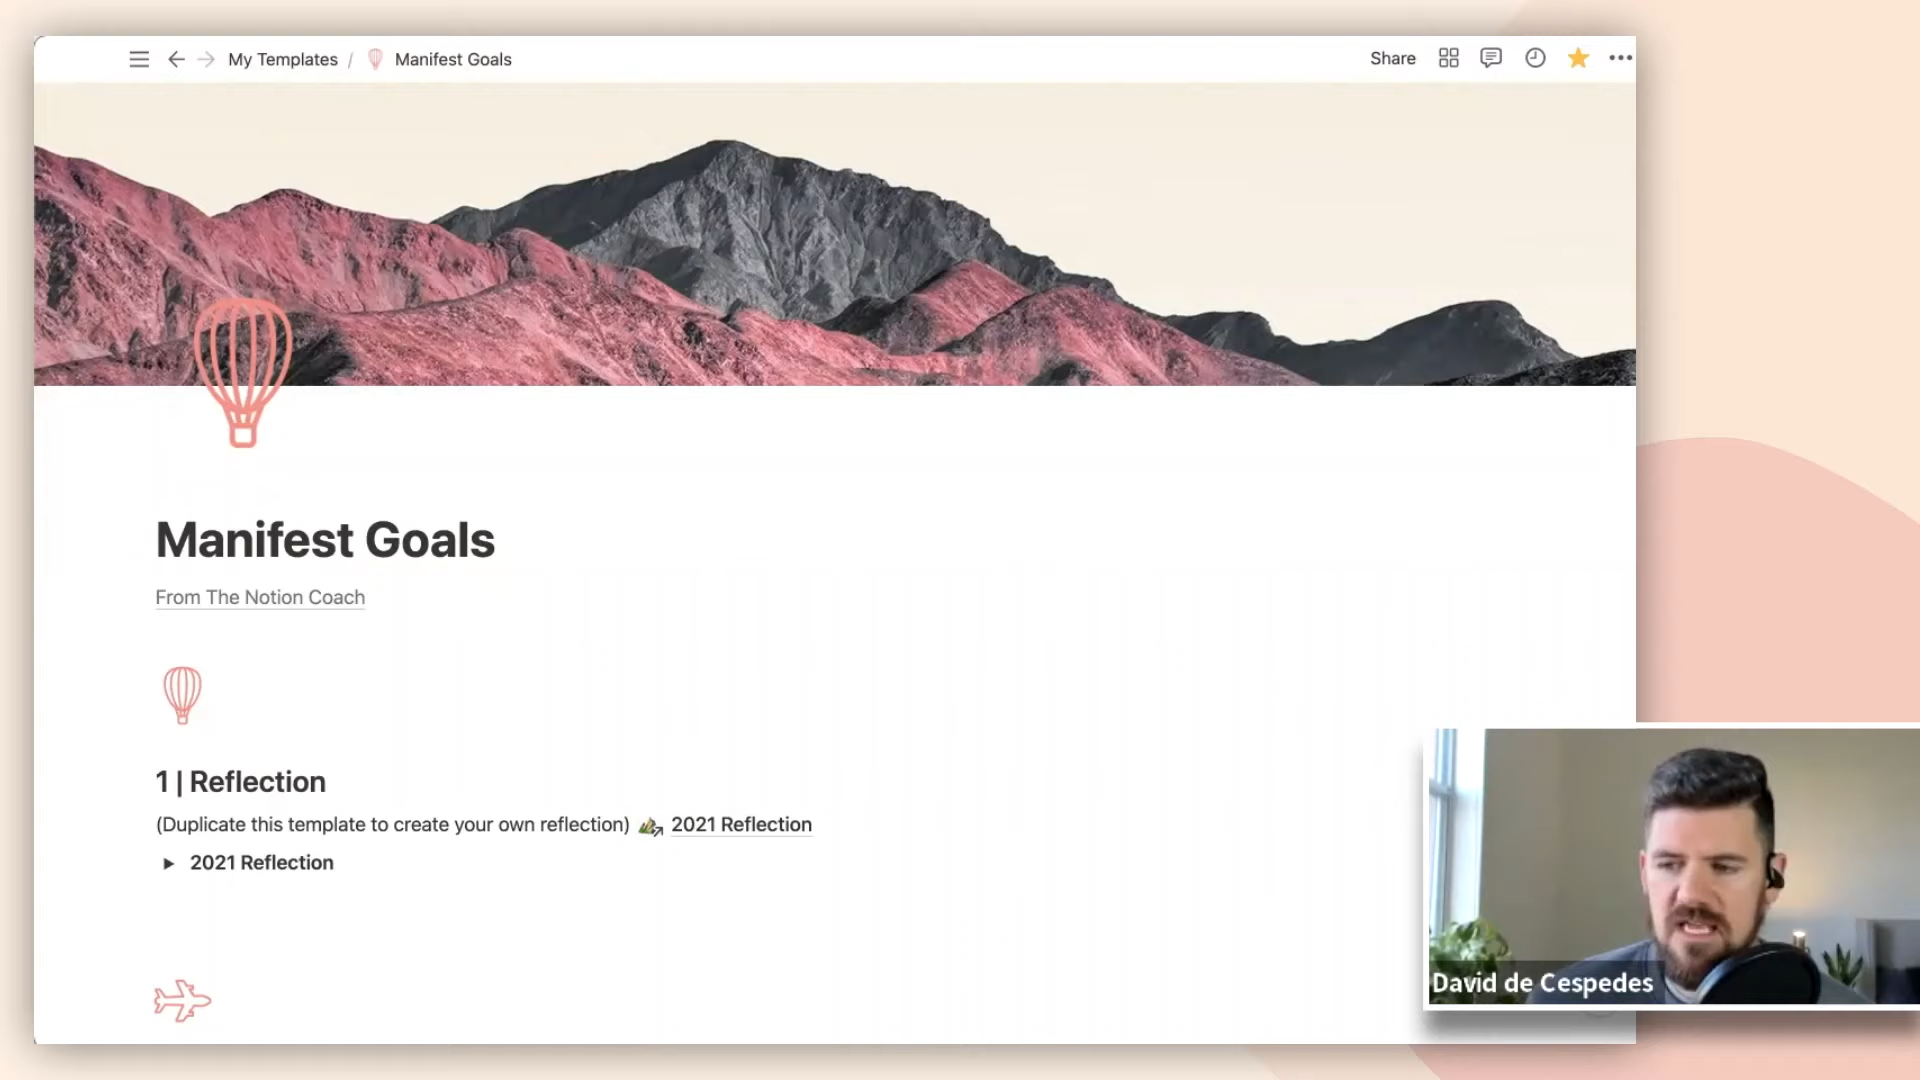 My Templates / Manifest Goals
Share
Manifest Goals
From The Notion Coach
1 | Reflection
(Duplicate this template to create your own reflection) 2021 Reflection
2021 Reflection
David de Cespedes